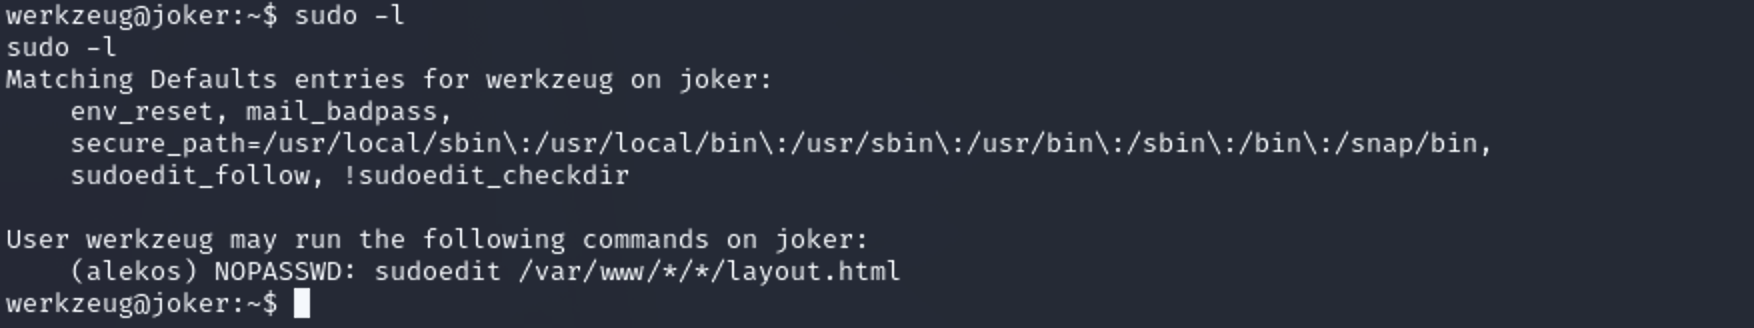 werkzeug@joker:~$ sudo -l
sudo -l
Matching Defaults entries for werkzeug on joker:
    env_reset, mail_badpass,
    secure_path=/usr/local/sbin\:/usr/local/bin\:/usr/sbin\:/usr/bin\:/sbin\:/bin\:/snap/bin,
    sudoedit_follow, !sudoedit_checkdir

User werkzeug may run the following commands on joker:
    (alekos) NOPASSWD: sudoedit /var/www/*/*/layout.html
werkzeug@joker:~$